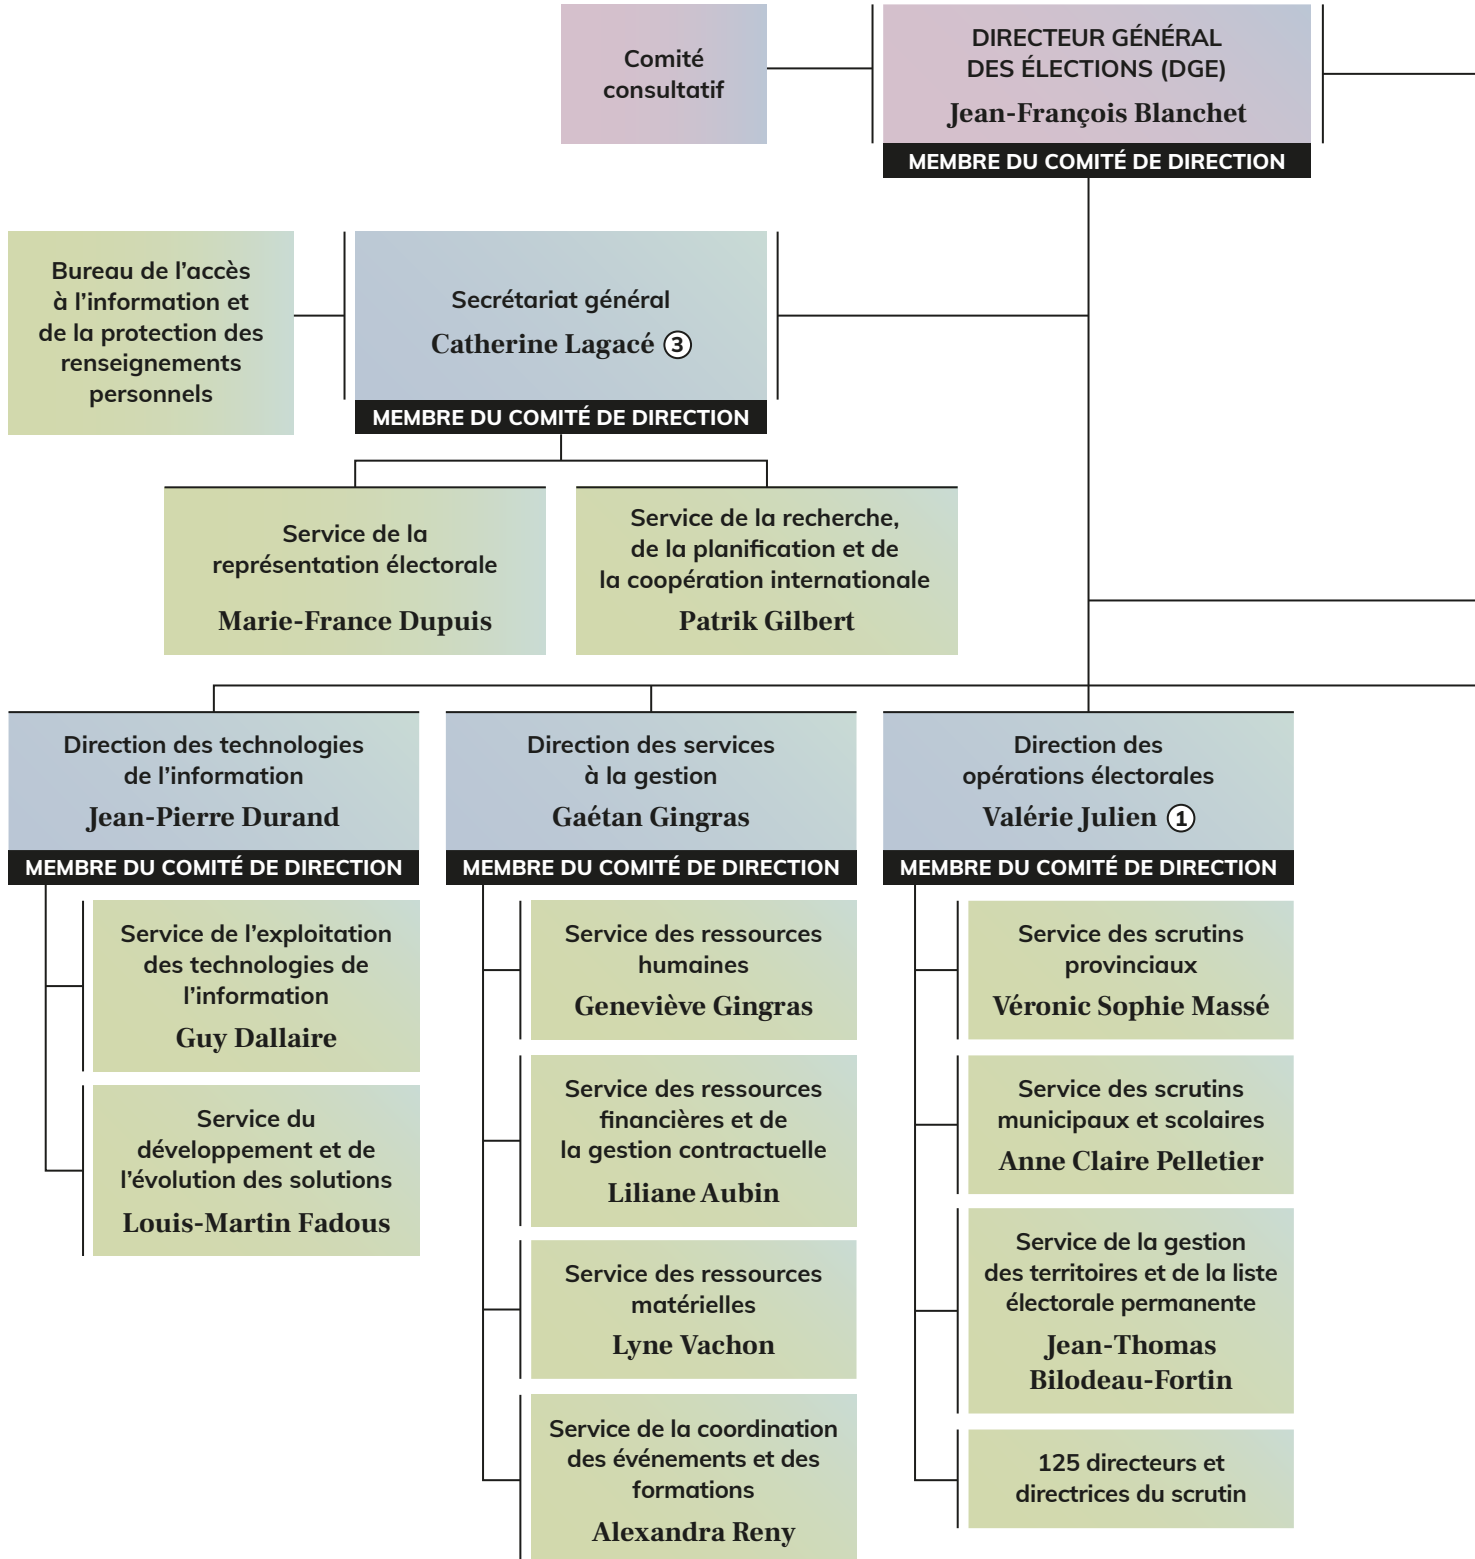 Comité
consultatif
DIRECTEUR GÉNÉRAL
DES ÉLECTIONS (DGE)
Jean-François Blanchet
MEMBRE DU COMITÉ DE DIRECTION
Bureau de l’accès
à l’information et
de la protection des
renseignements
personnels
Secrétariat général
Catherine Lagacé 3
MEMBRE DU COMITÉ DE DIRECTION
Service de la
représentation électorale
Marie-France Dupuis
Service de la recherche,
de la planification et de
la coopération internationale
Patrik Gilbert
Direction des technologies
de l’information
Jean-Pierre Durand
MEMBRE DU COMITÉ DE DIRECTION
Service de l’exploitation
des technologies de
l’information
Guy Dallaire
Service du
développement et de
l’évolution des solutions
Louis-Martin Fadous
Direction des services
à la gestion
Gaétan Gingras
MEMBRE DU COMITÉ DE DIRECTION
Service des ressources
humaines
Geneviève Gingras
Service des ressources
financières et de
la gestion contractuelle
Liliane Aubin
Service des ressources
matérielles
Lyne Vachon
Service de la coordination
des événements et des
formations
Alexandra Reny
Direction des
opérations électorales
Valérie Julien 1
MEMBRE DU COMITÉ DE DIRECTION
Service des scrutins
provinciaux
Véronic Sophie Massé
Service des scrutins
municipaux et scolaires
Anne Claire Pelletier
Service de la gestion
des territoires et de la liste
électorale permanente
Jean-Thomas
Bilodeau-Fortin
125 directeurs et
directrices du scrutin